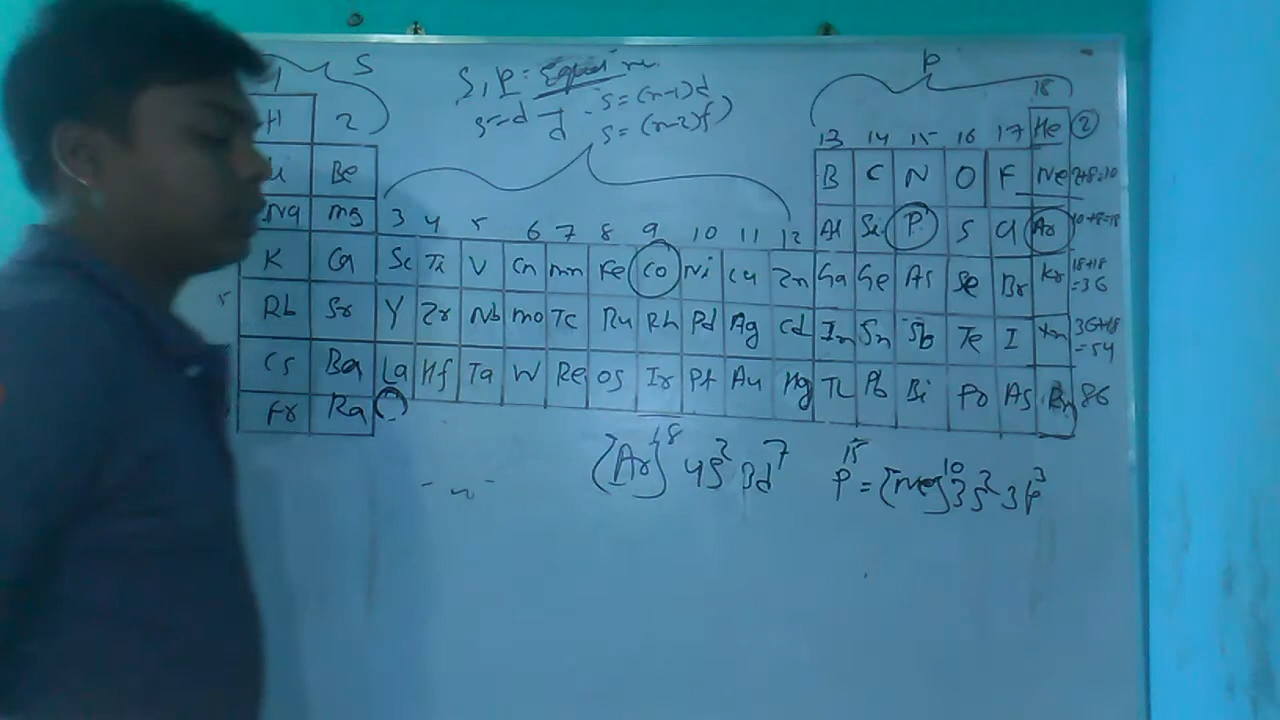 S
P
S, P =
s = (n-1)d
s = (n-2)f
18
H 2
13 14 15 16 17 He 2
Be B C N O F Ne 2+8=10
Na mg 3 4 5 6 7 8 9 10 11 12 Al Si P S Cl Ar 10+8=18
K Ca Sc Ti V Cr mn Fe Co Ni Cu Zn Ga Ge As Se Br Kr 18+18=36
Rb Sr Y Zr Nb mo Tc Ru Rh Pd Ag Cd In Sn Sb Te I 36+18=54
Cs Ba La Hf Ta W Re Os Ir Pt Au Hg TL Pb Bi Po As Rn 86
Fr Ra
[Ar]18 4S2 3d7
P15 = [Ne]10 3S2 3P3